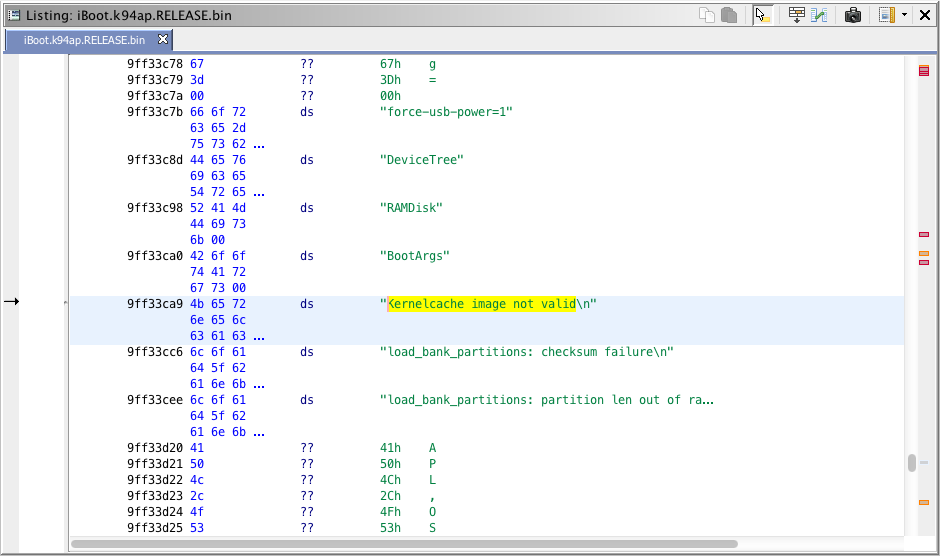 Listing: iBoot.k94ap.RELEASE.bin
iBoot.k94ap.RELEASE.bin
9ff33c78 67 ?? 67h g
9ff33c79 3d ?? 3Dh =
9ff33c7a 00 ?? 00h
9ff33c7b 66 6f 72 ds "force-usb-power=1"
63 65 2d
75 73 62 ...
9ff33c8d 44 65 76 ds "DeviceTree"
69 63 65
54 72 65 ...
9ff33c98 52 41 4d ds "RAMDisk"
44 69 73
6b 00
9ff33ca0 42 6f 6f ds "BootArgs"
74 41 72
67 73 00
9ff33ca9 4b 65 72 ds "Kernelcache image not valid\n"
6e 65 6c
63 61 63 ...
9ff33cc6 6c 6f 61 ds "load_bank_partitions: checksum failure\n"
64 5f 62
61 6e 6b ...
9ff33cee 6c 6f 61 ds "load_bank_partitions: partition len out of ra...
64 5f 62
61 6e 6b ...
9ff33d20 41 ?? 41h A
9ff33d21 50 ?? 50h P
9ff33d22 4c ?? 4Ch L
9ff33d23 2c ?? 2Ch ,
9ff33d24 4f ?? 4Fh O
9ff33d25 53 ?? 53h S